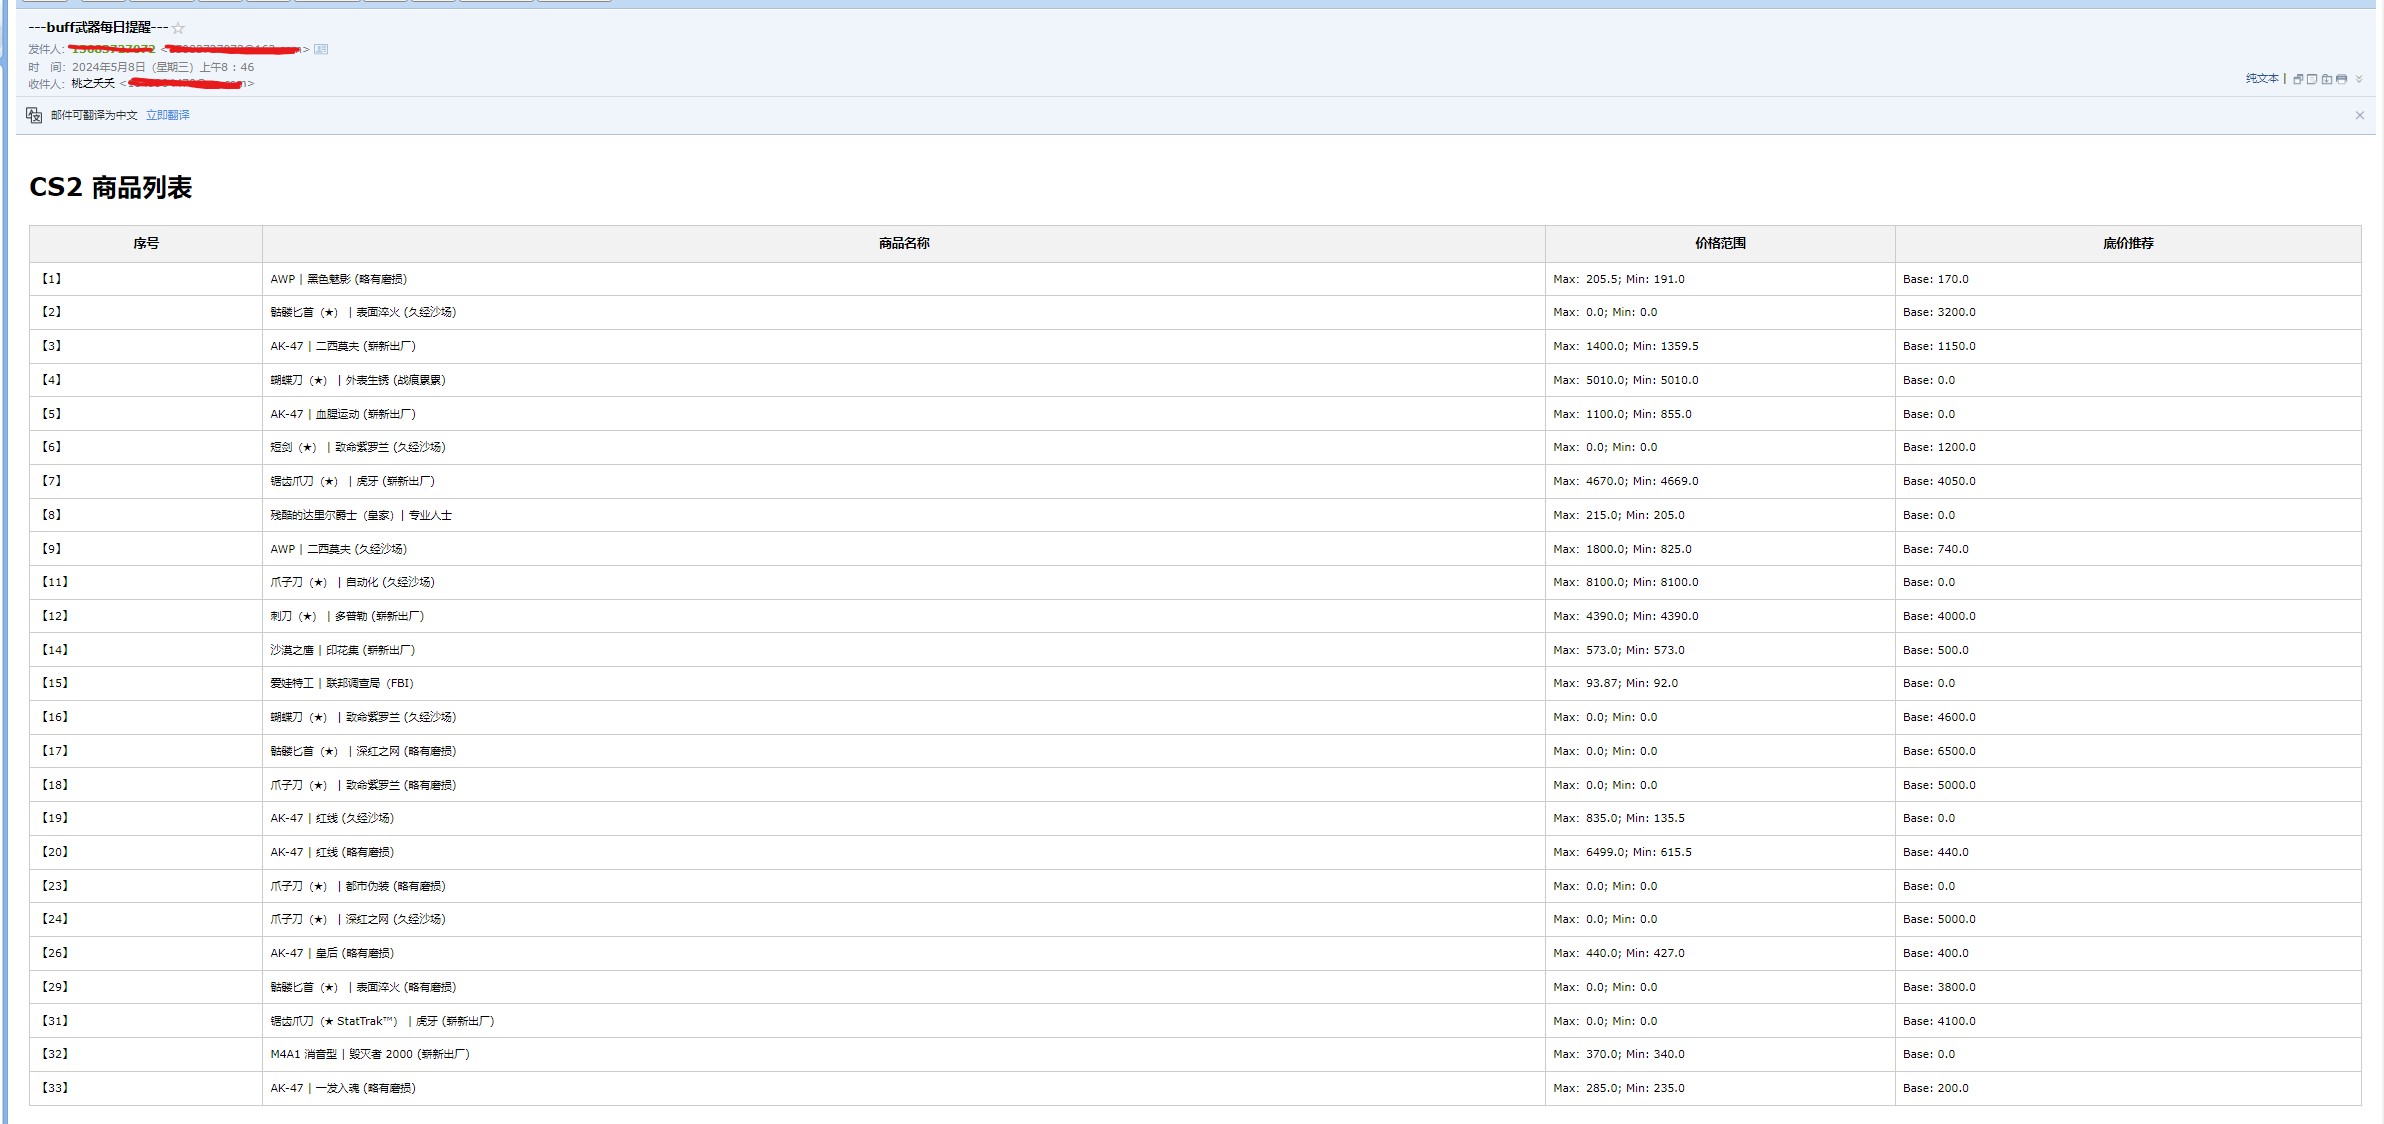 ---buff武器每日提醒---
发件人：
时 间：2024年5月8日（星期三）上午8：46
收件人：桃之夭夭
纯文本 |
邮件可翻译为中文 立即翻译
CS2 商品列表
序号 商品名称 价格范围 底价推荐
【1】 AWP | 黑色魅影 (略有磨损) Max: 205.5; Min: 191.0 Base: 170.0
【2】 骷髅匕首（★） | 表面淬火 (久经沙场) Max: 0.0; Min: 0.0 Base: 3200.0
【3】 AK-47 | 二西莫夫 (崭新出厂) Max: 1400.0; Min: 1359.5 Base: 1150.0
【4】 蝴蝶刀（★） | 外表生锈 (战痕累累) Max: 5010.0; Min: 5010.0 Base: 0.0
【5】 AK-47 | 血腥运动 (崭新出厂) Max: 1100.0; Min: 855.0 Base: 0.0
【6】 短剑（★） | 致命紫罗兰 (久经沙场) Max: 0.0; Min: 0.0 Base: 1200.0
【7】 锯齿爪刀（★） | 虎牙 (崭新出厂) Max: 4670.0; Min: 4669.0 Base: 4050.0
【8】 残酷的达里尔爵士（皇家）| 专业人士 Max: 215.0; Min: 205.0 Base: 0.0
【9】 AWP | 二西莫夫 (久经沙场) Max: 1800.0; Min: 825.0 Base: 740.0
【11】 爪子刀（★） | 自动化 (久经沙场) Max: 8100.0; Min: 8100.0 Base: 0.0
【12】 刺刀（★） | 多普勒 (崭新出厂) Max: 4390.0; Min: 4390.0 Base: 4000.0
【14】 沙漠之鹰 | 印花集 (崭新出厂) Max: 573.0; Min: 573.0 Base: 500.0
【15】 爱娃特工 | 联邦调查局（FBI） Max: 93.87; Min: 92.0 Base: 0.0
【16】 蝴蝶刀（★） | 致命紫罗兰 (久经沙场) Max: 0.0; Min: 0.0 Base: 4600.0
【17】 骷髅匕首（★） | 深红之网 (略有磨损) Max: 0.0; Min: 0.0 Base: 6500.0
【18】 爪子刀（★） | 致命紫罗兰 (略有磨损) Max: 0.0; Min: 0.0 Base: 5000.0
【19】 AK-47 | 红线 (久经沙场) Max: 835.0; Min: 135.5 Base: 0.0
【20】 AK-47 | 红线 (略有磨损) Max: 6499.0; Min: 615.5 Base: 440.0
【23】 爪子刀（★） | 都市伪装 (略有磨损) Max: 0.0; Min: 0.0 Base: 0.0
【24】 爪子刀（★） | 深红之网 (久经沙场) Max: 0.0; Min: 0.0 Base: 5000.0
【26】 AK-47 | 皇后 (略有磨损) Max: 440.0; Min: 427.0 Base: 400.0
【29】 骷髅匕首（★） | 表面淬火 (略有磨损) Max: 0.0; Min: 0.0 Base: 3800.0
【31】 锯齿爪刀（★ StatTrak™） | 虎牙 (崭新出厂) Max: 0.0; Min: 0.0 Base: 4100.0
【32】 M4A1 消音型 | 毁灭者 2000 (崭新出厂) Max: 370.0; Min: 340.0 Base: 0.0
【33】 AK-47 | 一发入魂 (略有磨损) Max: 285.0; Min: 235.0 Base: 200.0